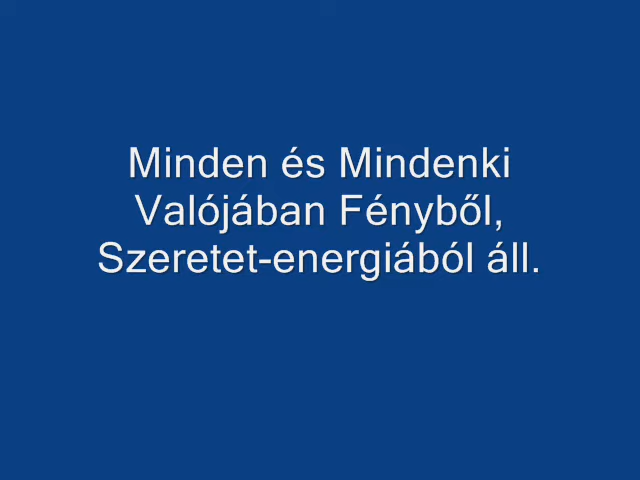 Minden és Mindenki
Valójában Fényből,
Szeretet-energiából áll.